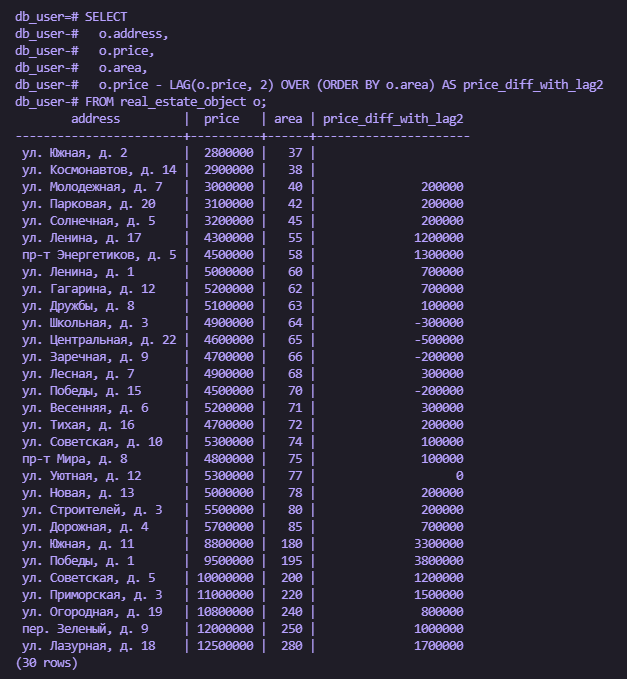 db_user=# SELECT
db_user-#   o.address,
db_user-#   o.price,
db_user-#   o.area,
db_user-#   o.price - LAG(o.price, 2) OVER (ORDER BY o.area) AS price_diff_with_lag2
db_user-# FROM real_estate_object o;
        address         |  price   | area | price_diff_with_lag2
------------------------+----------+------+----------------------
 ул. Южная, д. 2        |  2800000 |   37 |
 ул. Космонавтов, д. 14 |  2900000 |   38 |
 ул. Молодежная, д. 7   |  3000000 |   40 |               200000
 ул. Парковая, д. 20    |  3100000 |   42 |               200000
 ул. Солнечная, д. 5    |  3200000 |   45 |               200000
 ул. Ленина, д. 17      |  4300000 |   55 |              1200000
 пр-т Энергетиков, д. 5 |  4500000 |   58 |              1300000
 ул. Ленина, д. 1       |  5000000 |   60 |               700000
 ул. Гагарина, д. 12    |  5200000 |   62 |               700000
 ул. Дружбы, д. 8       |  5100000 |   63 |               100000
 ул. Школьная, д. 3     |  4900000 |   64 |              -300000
 ул. Центральная, д. 22 |  4600000 |   65 |              -500000
 ул. Заречная, д. 9     |  4700000 |   66 |              -200000
 ул. Лесная, д. 7       |  4900000 |   68 |               300000
 ул. Победы, д. 15      |  4500000 |   70 |              -200000
 ул. Весенняя, д. 6     |  5200000 |   71 |               300000
 ул. Тихая, д. 16       |  4700000 |   72 |               200000
 ул. Советская, д. 10   |  5300000 |   74 |               100000
 пр-т Мира, д. 8        |  4800000 |   75 |               100000
 ул. Уютная, д. 12      |  5300000 |   77 |                    0
 ул. Новая, д. 13       |  5000000 |   78 |               200000
 ул. Строителей, д. 3   |  5500000 |   80 |               200000
 ул. Дорожная, д. 4     |  5700000 |   85 |               700000
 ул. Южная, д. 11       |  8800000 |  180 |              3300000
 ул. Победы, д. 1       |  9500000 |  195 |              3800000
 ул. Советская, д. 5    | 10000000 |  200 |              1200000
 ул. Приморская, д. 3   | 11000000 |  220 |              1500000
 ул. Огородная, д. 19   | 10800000 |  240 |               800000
 пер. Зеленый, д. 9     | 12000000 |  250 |              1000000
 ул. Лазурная, д. 18    | 12500000 |  280 |              1700000
(30 rows)